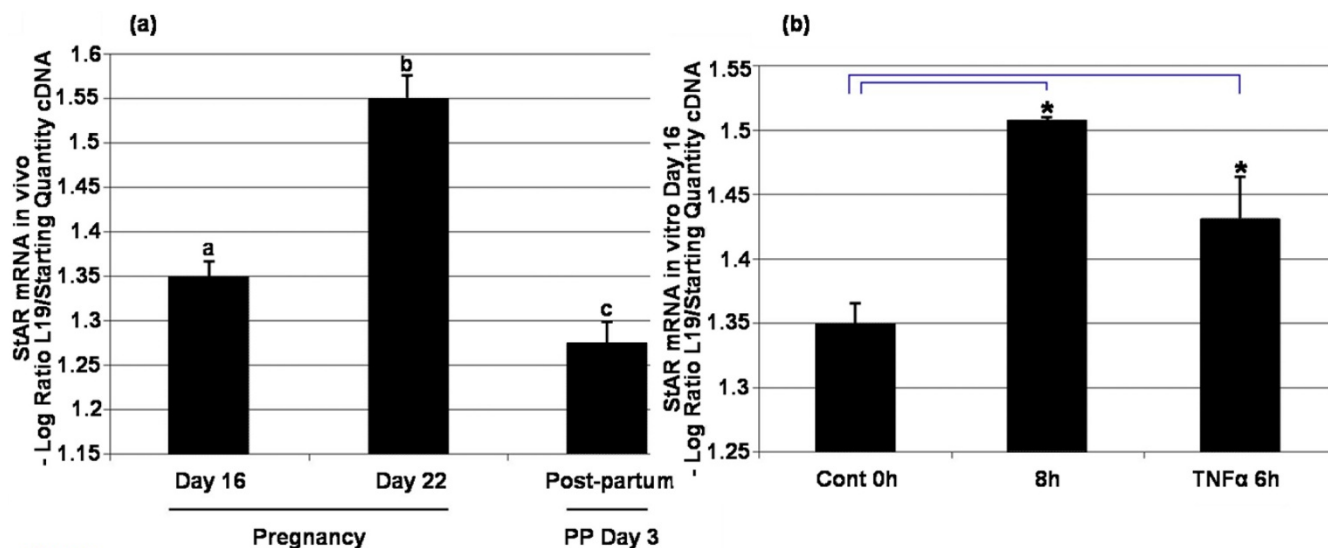 (a)
StAR mRNA in vivo
- Log Ratio L19/Starting Quantity cDNA
1.6
1.55
1.5
1.45
1.4
1.35
1.3
1.25
1.2
1.15
a
b
c
Day 16
Day 22
Post-partum
Pregnancy
PP Day 3
(b)
StAR mRNA in vitro Day 16
- Log Ratio L19/Starting Quantity cDNA
1.55
1.5
1.45
1.4
1.35
1.3
1.25
*
*
Cont 0h
8h
TNFα 6h